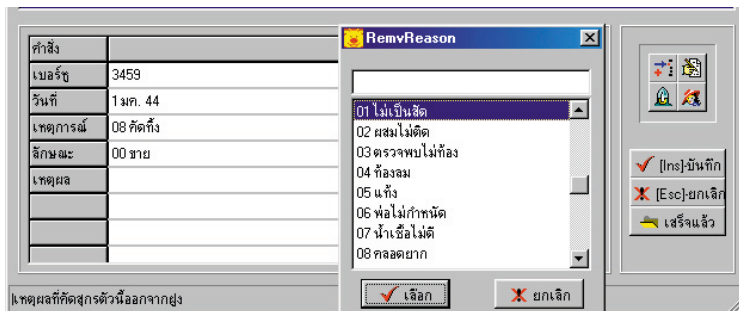 คำสั่ง
เบอร์หู 3459
วันที่ 1 มค. 44
เหตุการณ์ 08 คัดทิ้ง
ลักษณะ 00 ขาย
เหตุผล
เหตุผลที่คัดสุกรตัวนี้ออกจากฝูง
RemvReason
01 ไม่เป็นสัด
02 ผสมไม่ติด
03 ตรวจพบไม่ท้อง
04 ท้องลม
05 แท้ง
06 พ่อไม่กำหนัด
07 น้ำเชื้อไม่ดี
08 คลอดยาก
เลือก ยกเลิก
[Ins]-บันทึก
[Esc]-ยกเลิก
เสร็จแล้ว